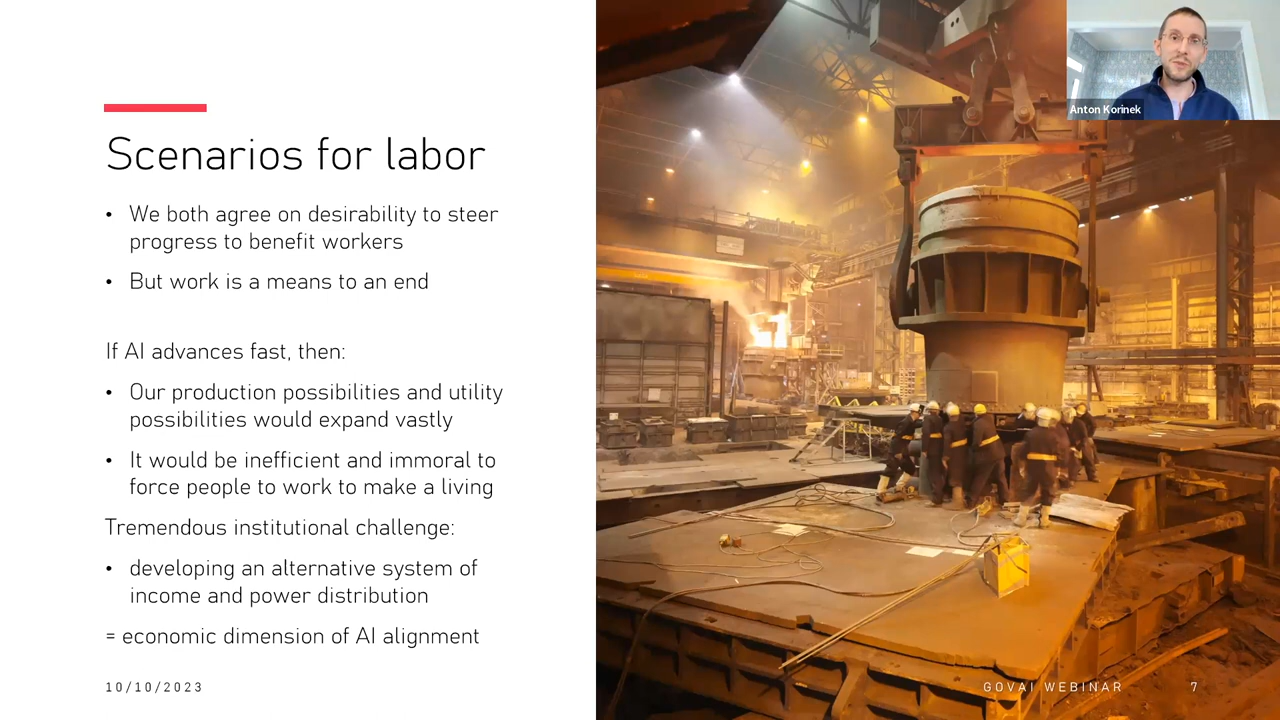 Anton Korinek
Scenarios for labor
• We both agree on desirability to steer
progress to benefit workers
• But work is a means to an end
If AI advances fast, then:
• Our production possibilities and utility
possibilities would expand vastly
• It would be inefficient and immoral to
force people to work to make a living
Tremendous institutional challenge:
• developing an alternative system of
income and power distribution
= economic dimension of AI alignment
10/10/2023
GOVAI WEBINAR
7